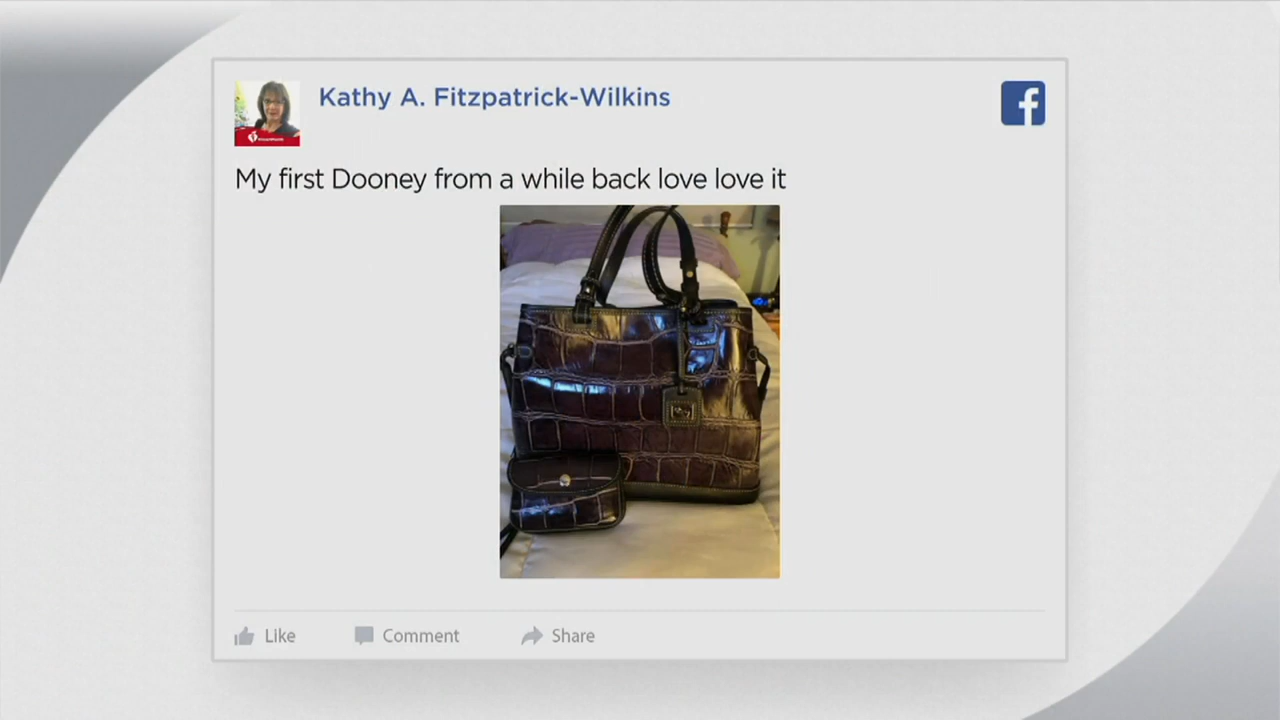 Kathy A. Fitzpatrick-Wilkins
My first Dooney from a while back love love it
Like
Comment
Share